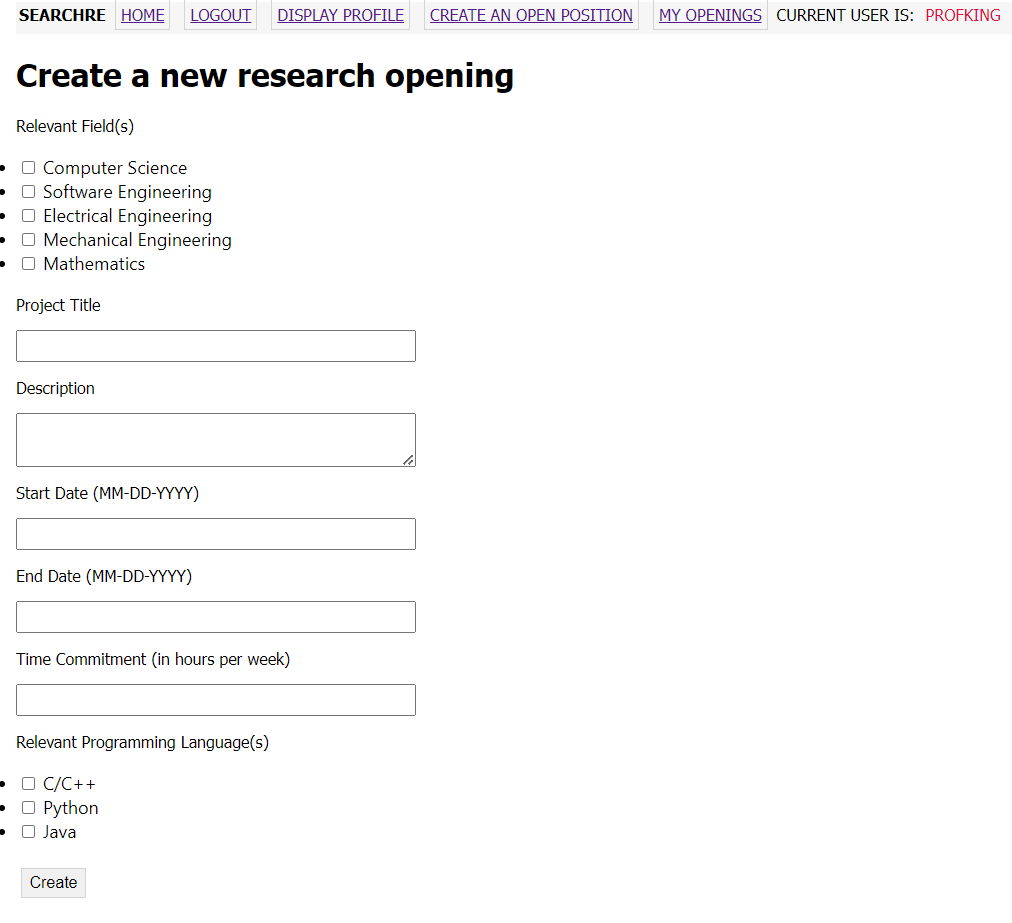 SEARCHRE HOME LOGOUT DISPLAY PROFILE CREATE AN OPEN POSITION MY OPENINGS CURRENT USER IS: PROFKING
Create a new research opening
Relevant Field(s)
Computer Science
Software Engineering
Electrical Engineering
Mechanical Engineering
Mathematics
Project Title
Description
Start Date (MM-DD-YYYY)
End Date (MM-DD-YYYY)
Time Commitment (in hours per week)
Relevant Programming Language(s)
C/C++
Python
Java
Create